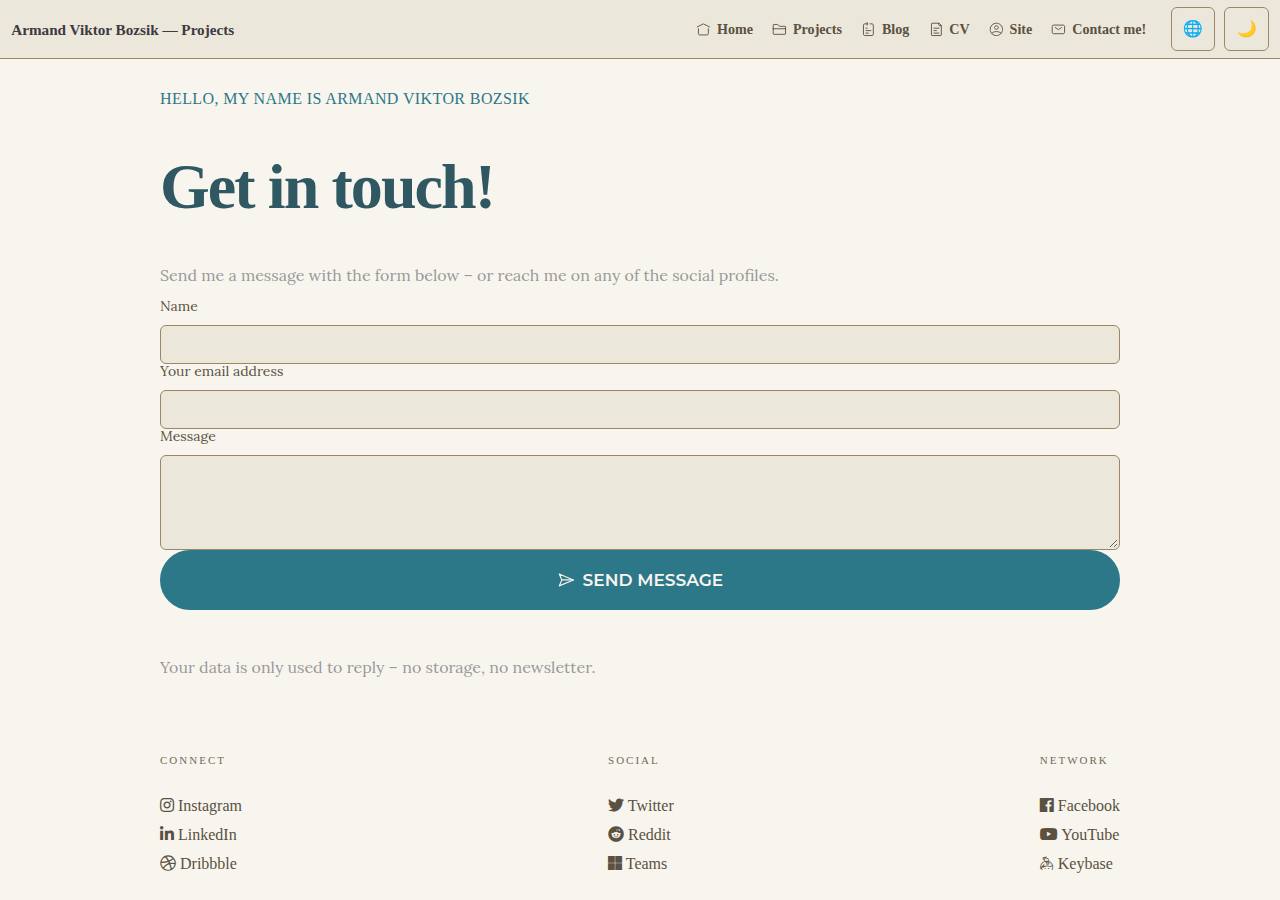 Armand Viktor Bozsik — Projects
Home Projects Blog CV Site Contact me!
HELLO, MY NAME IS ARMAND VIKTOR BOZSIK
Get in touch!
Send me a message with the form below – or reach me on any of the social profiles.
Name
Your email address
Message
SEND MESSAGE
Your data is only used to reply – no storage, no newsletter.
CONNECT
Instagram
LinkedIn
Dribbble
SOCIAL
Twitter
Reddit
Teams
NETWORK
Facebook
YouTube
Keybase